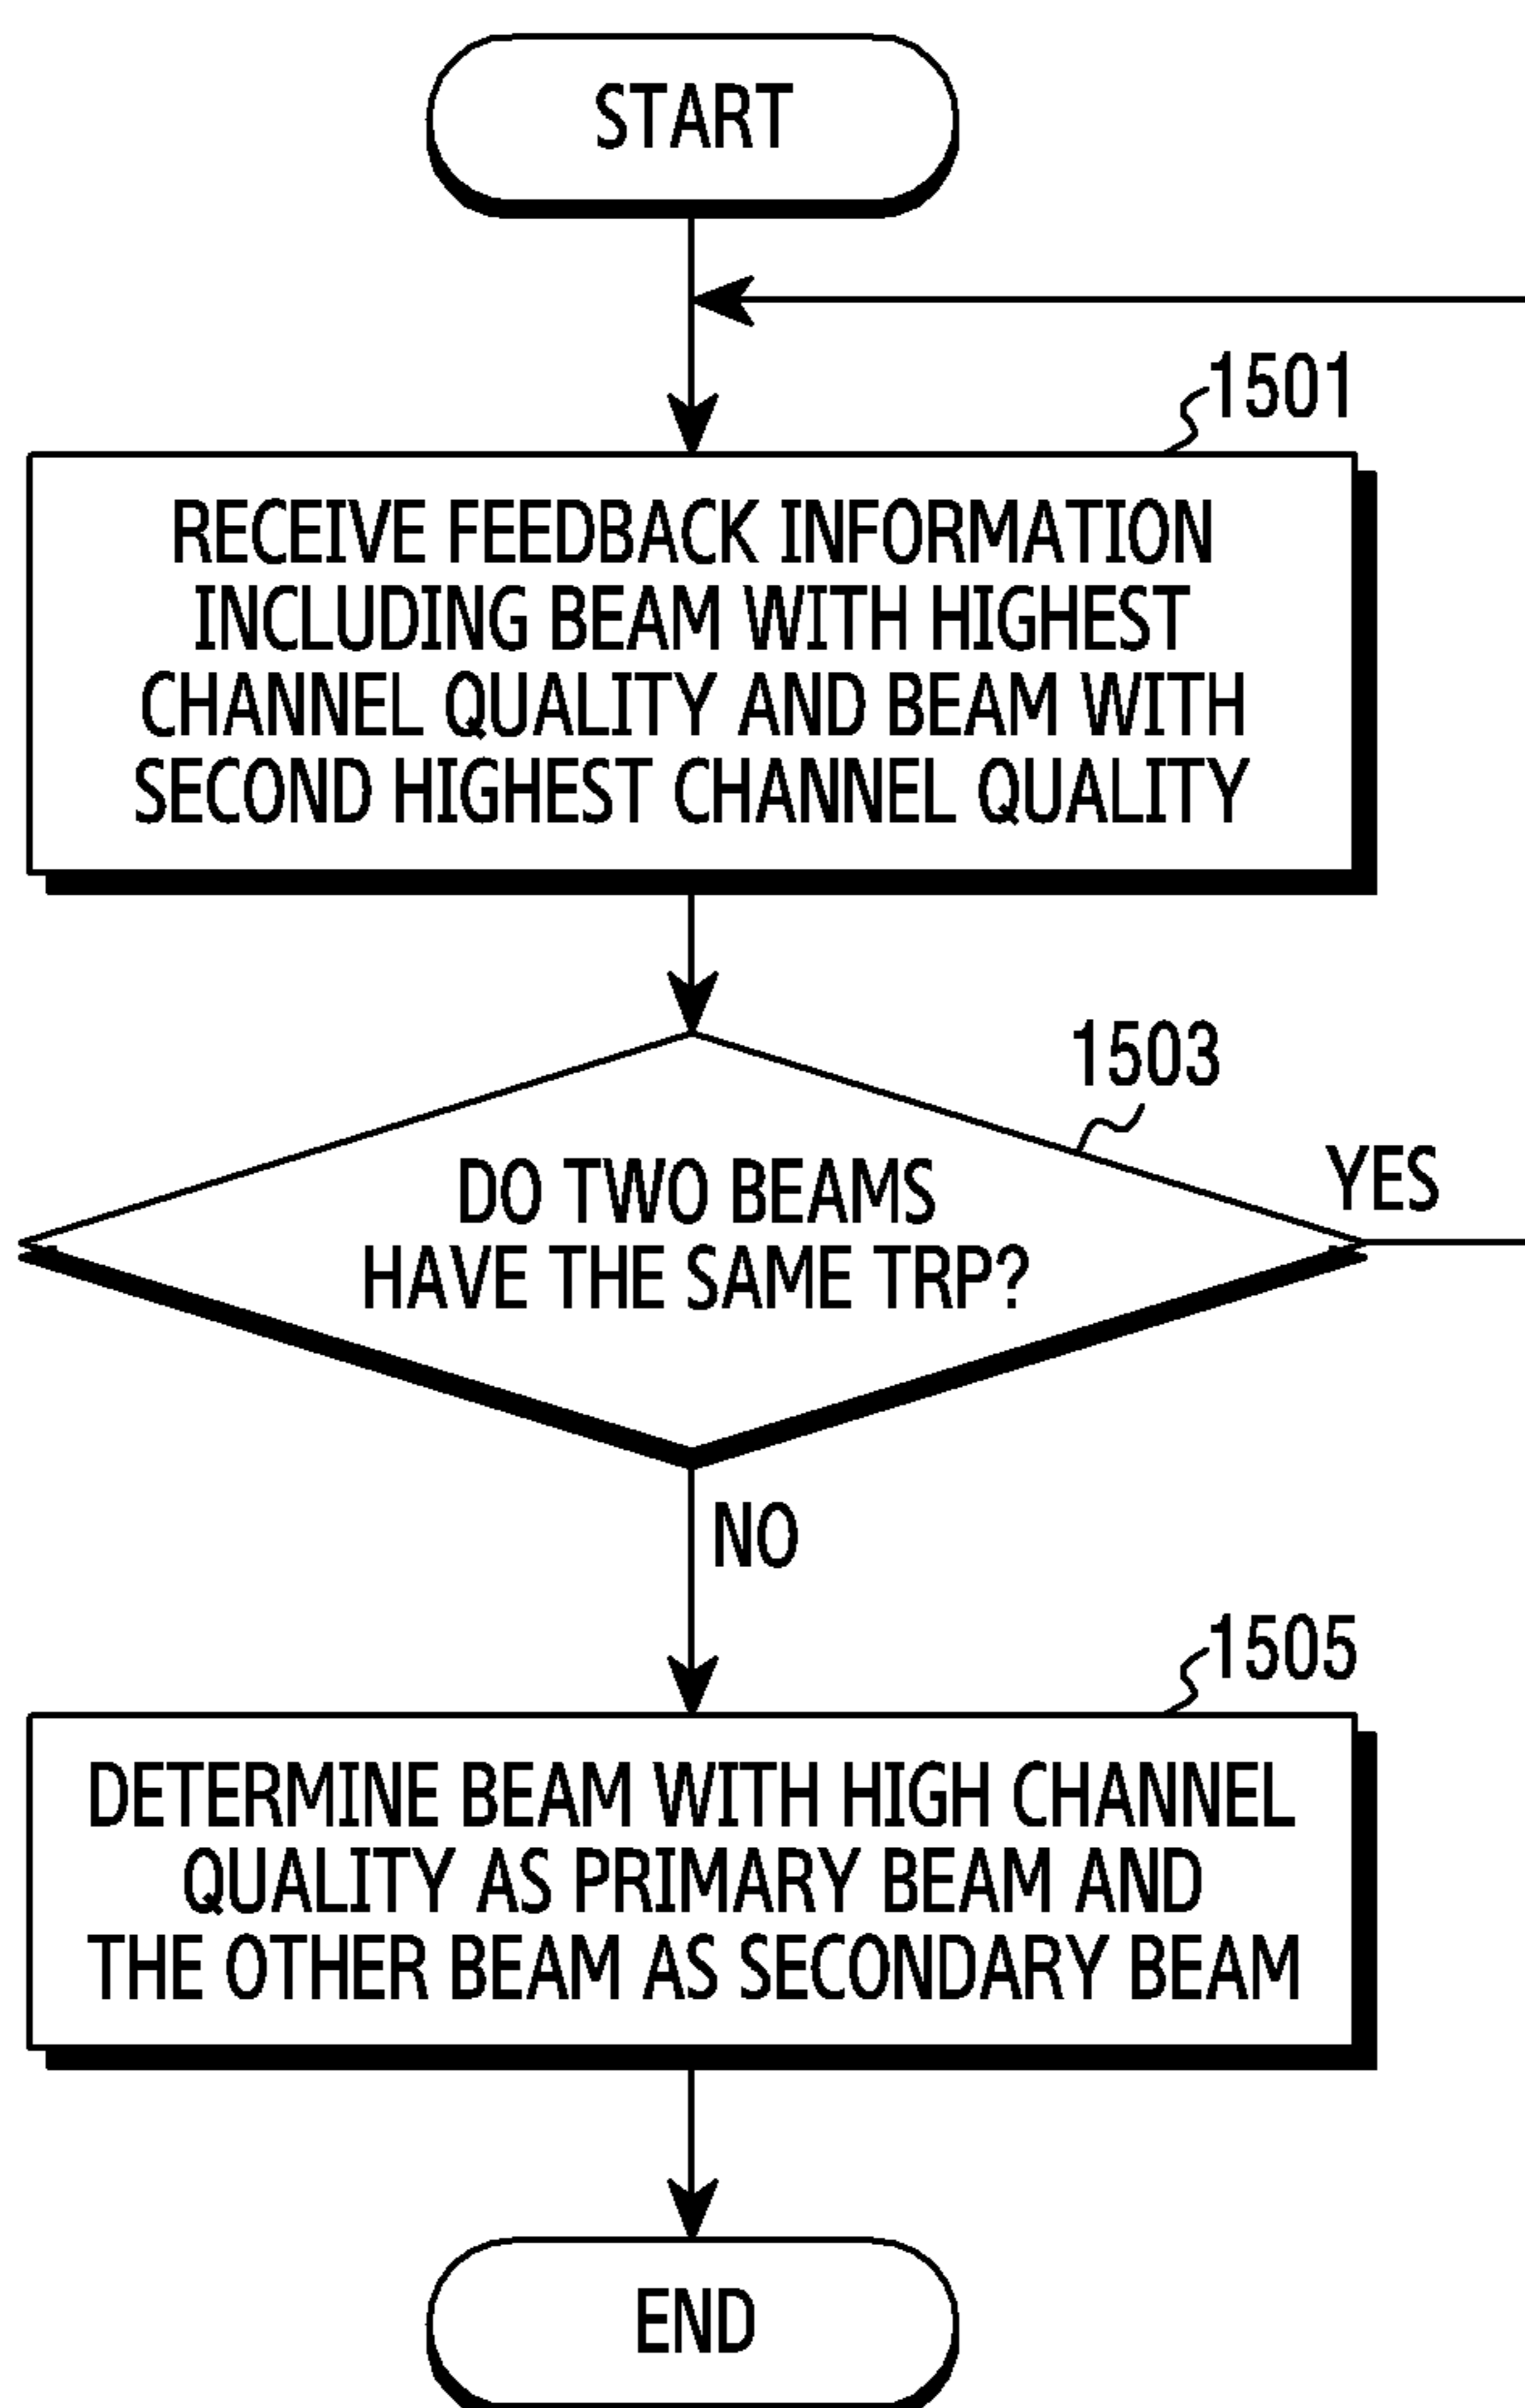 START
1501
RECEIVE FEEDBACK INFORMATION
INCLUDING BEAM WITH HIGHEST
CHANNEL QUALITY AND BEAM WITH
SECOND HIGHEST CHANNEL QUALITY
1503
DO TWO BEAMS
HAVE THE SAME TRP?
YES
NO
1505
DETERMINE BEAM WITH HIGH CHANNEL
QUALITY AS PRIMARY BEAM AND
THE OTHER BEAM AS SECONDARY BEAM
END